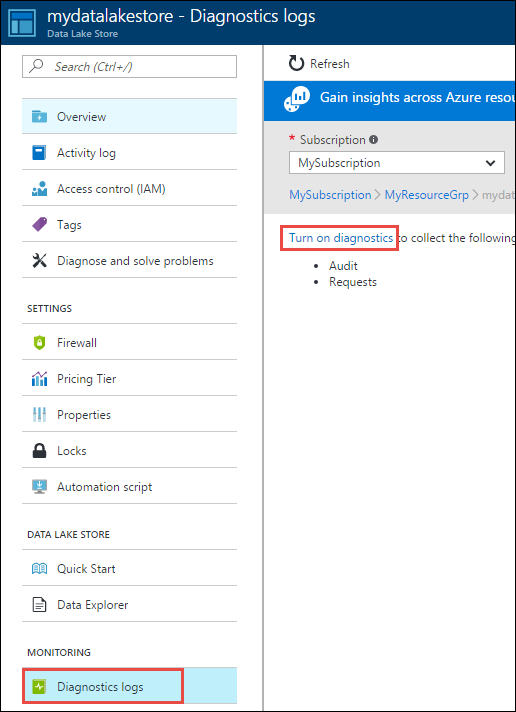 mydatalakestore - Diagnostics logs
Data Lake Store
Search (Ctrl+/)
Overview
Activity log
Access control (IAM)
Tags
Diagnose and solve problems
SETTINGS
Firewall
Pricing Tier
Properties
Locks
Automation script
DATA LAKE STORE
Quick Start
Data Explorer
MONITORING
Diagnostics logs
Refresh
Gain insights across Azure resou
* Subscription
MySubscription
MySubscription > MyResourceGrp > mydat
Turn on diagnostics to collect the following
• Audit
• Requests